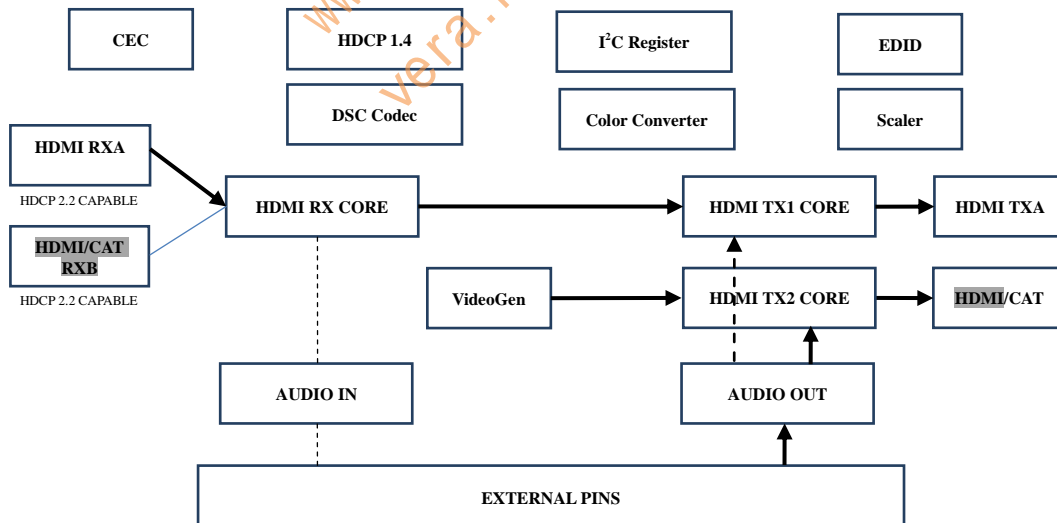 CEC
HDCP 1.4
I²C Register
EDID
DSC Codec
Color Converter
Scaler
HDMI RXA
HDCP 2.2 CAPABLE
HDMI RX CORE
HDMI TX1 CORE
HDMI TXA
HDMI/CAT
RXB
HDCP 2.2 CAPABLE
VideoGen
HDMI TX2 CORE
HDMI/CAT
AUDIO IN
AUDIO OUT
EXTERNAL PINS
vera.